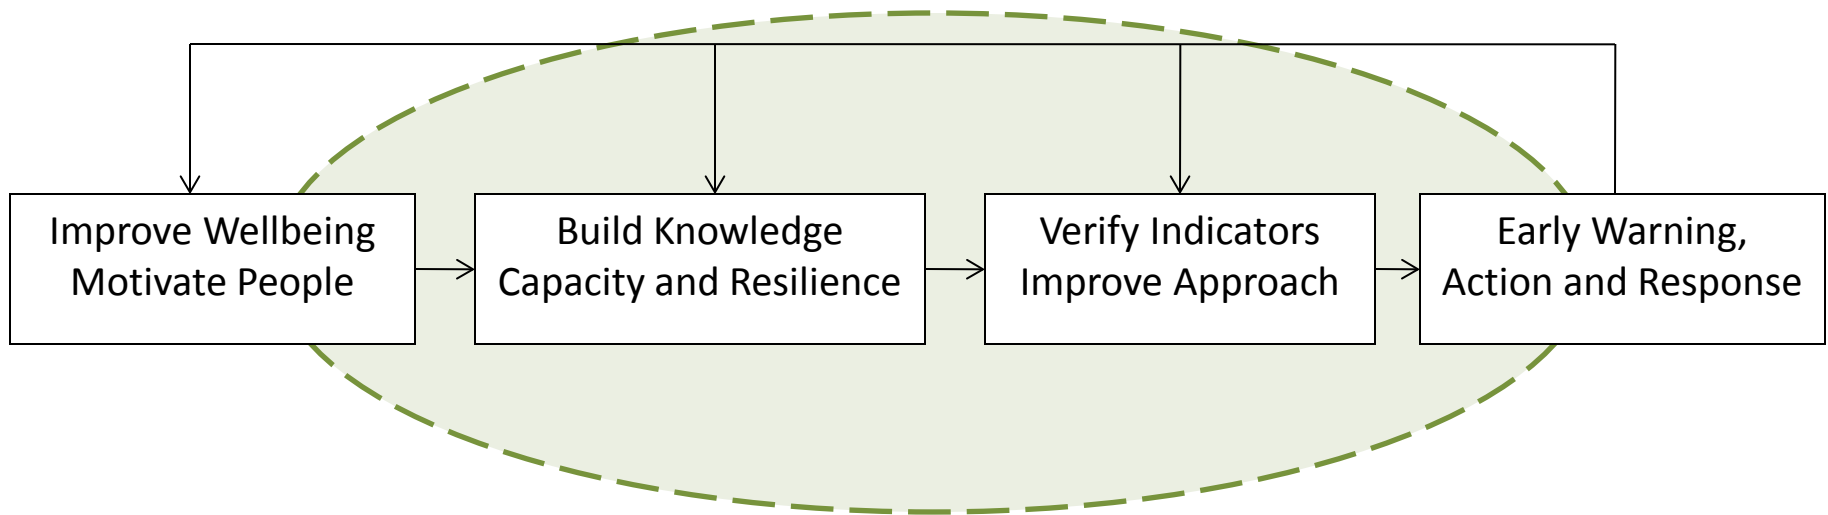 Improve Wellbeing
Motivate People
Build Knowledge
Capacity and Resilience
Verify Indicators
Improve Approach
Early Warning,
Action and Response